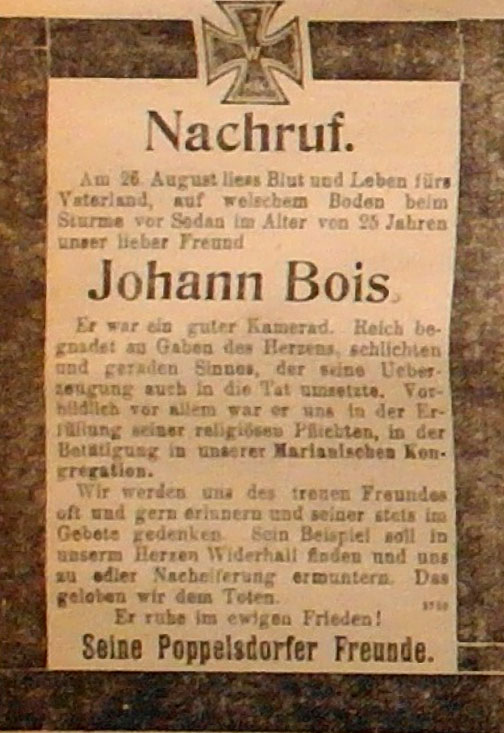 W
Nachruf.
Am 26. August liess Blut und Leben fürs
Vaterland, auf welschem Boden beim
Sturme vor Sedan im Alter von 25 Jahren
unser lieber Freund
Johann Bois.
Er war ein guter Kamerad. Reich be-
gnadet an Gaben des Herzens, schlichten
und geraden Sinnes, der seine Ueber-
zeugung auch in die Tat umsetzte. Vor-
bildlich vor allem war er uns in der Er-
füllung seiner religiösen Pflichten, in der
Betätigung in unserer Marianischen Kon-
gregation.
Wir werden uns des treuen Freundes
oft und gern erinnern und seiner stets im
Gebete gedenken. Sein Beispiel soll in
unserm Herzen Widerhall finden und uns
zu edler Nacheiferung ermuntern. Das
geloben wir dem Toten.
Er ruhe im ewigen Frieden!
Seine Poppelsdorfer Freunde.